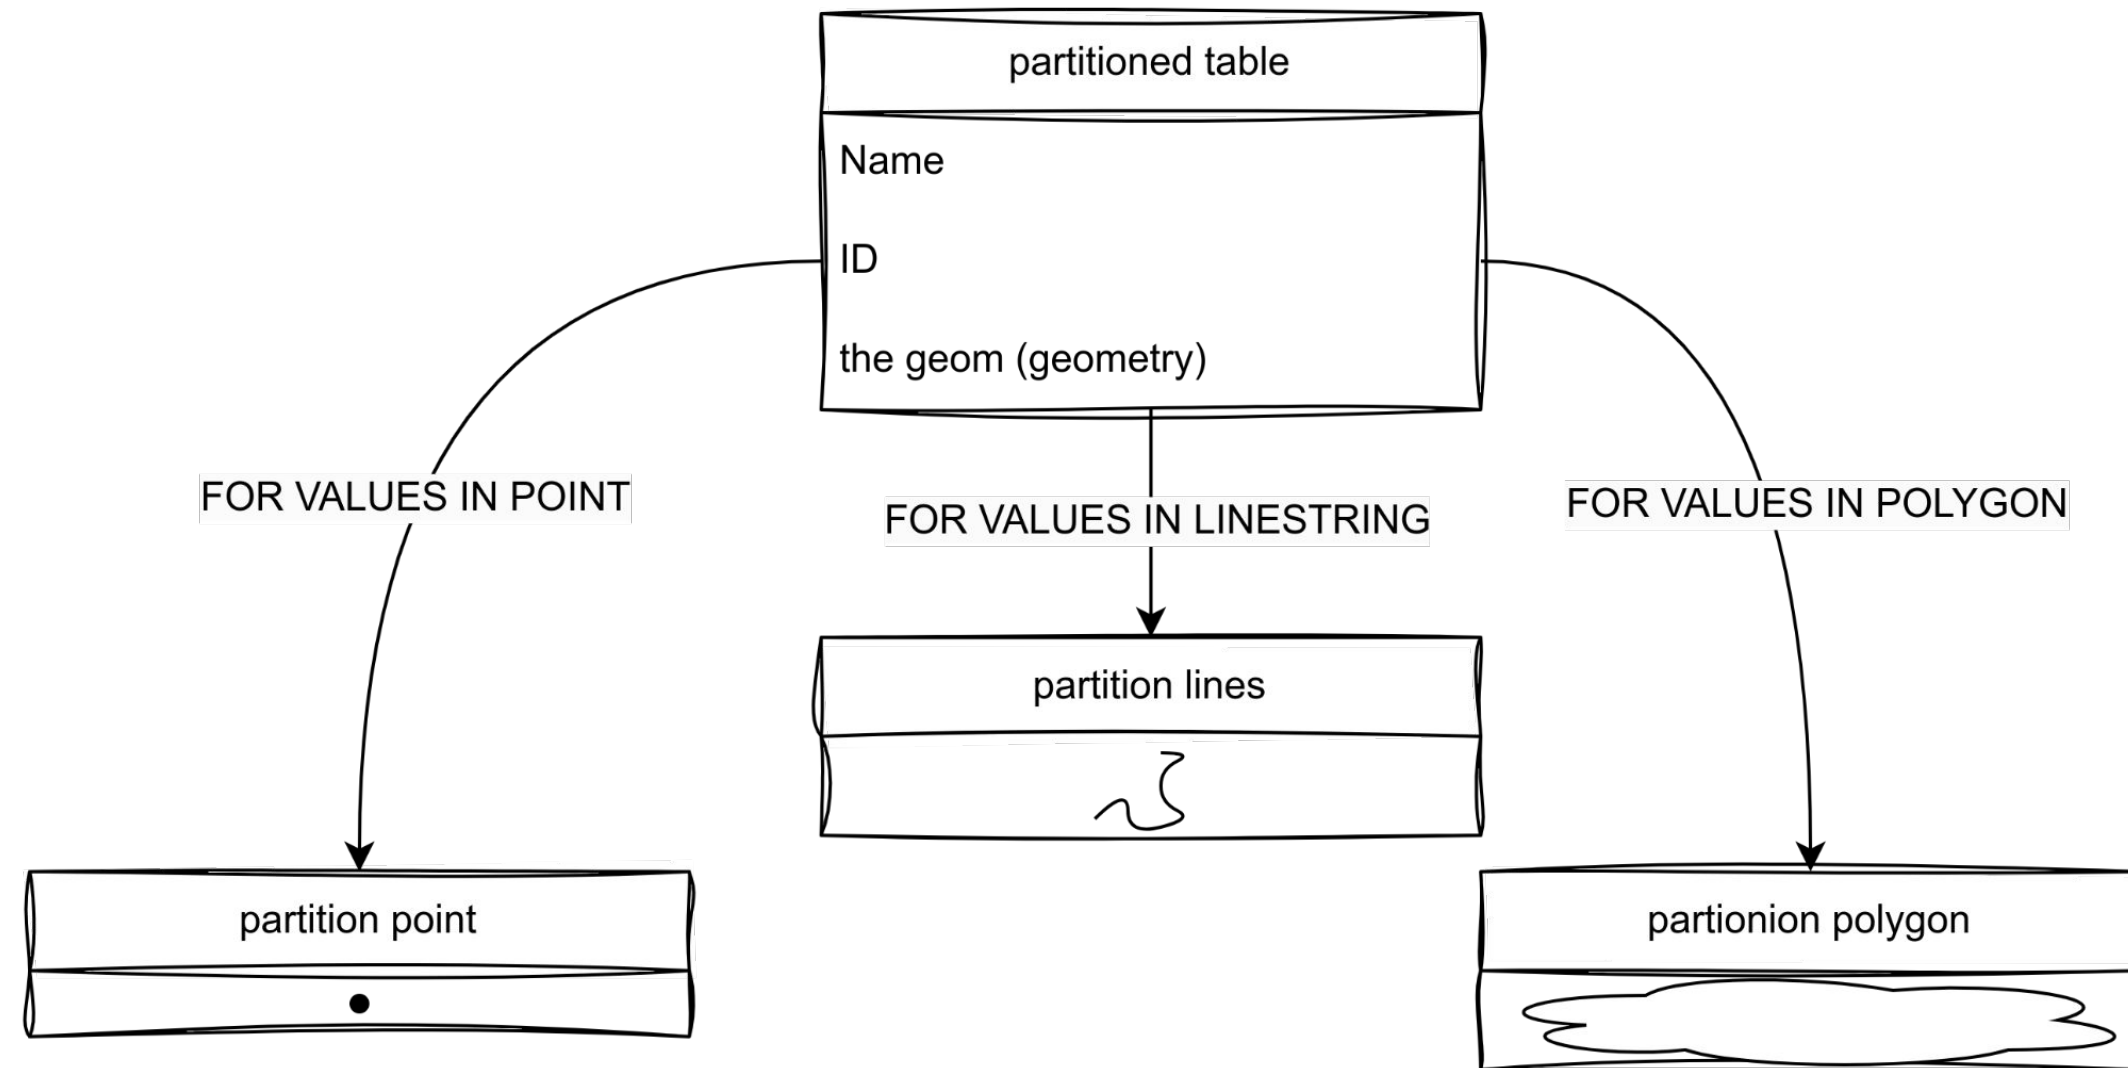 partitioned table
Name
ID
the geom (geometry)
FOR VALUES IN POINT
FOR VALUES IN LINESTRING
FOR VALUES IN POLYGON
partition lines
partition point
partionion polygon